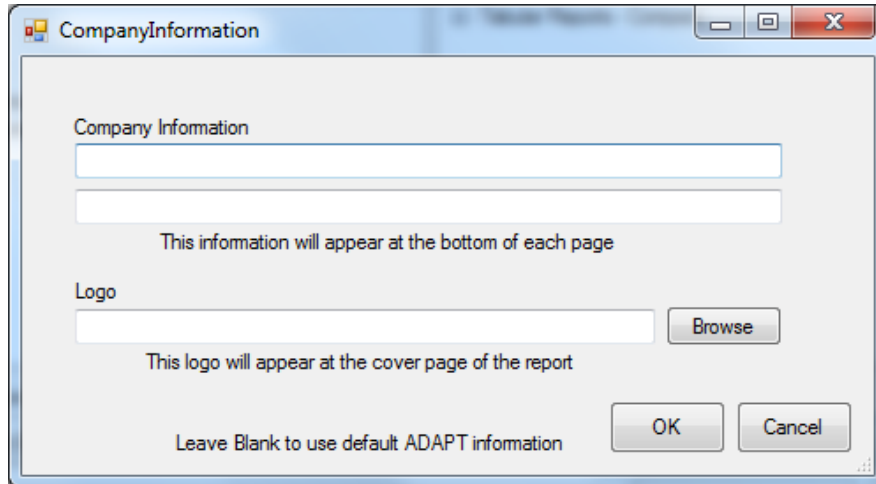 CompanyInformation
Company Information
This information will appear at the bottom of each page
Logo
Browse
This logo will appear at the cover page of the report
Leave Blank to use default ADAPT information
OK
Cancel